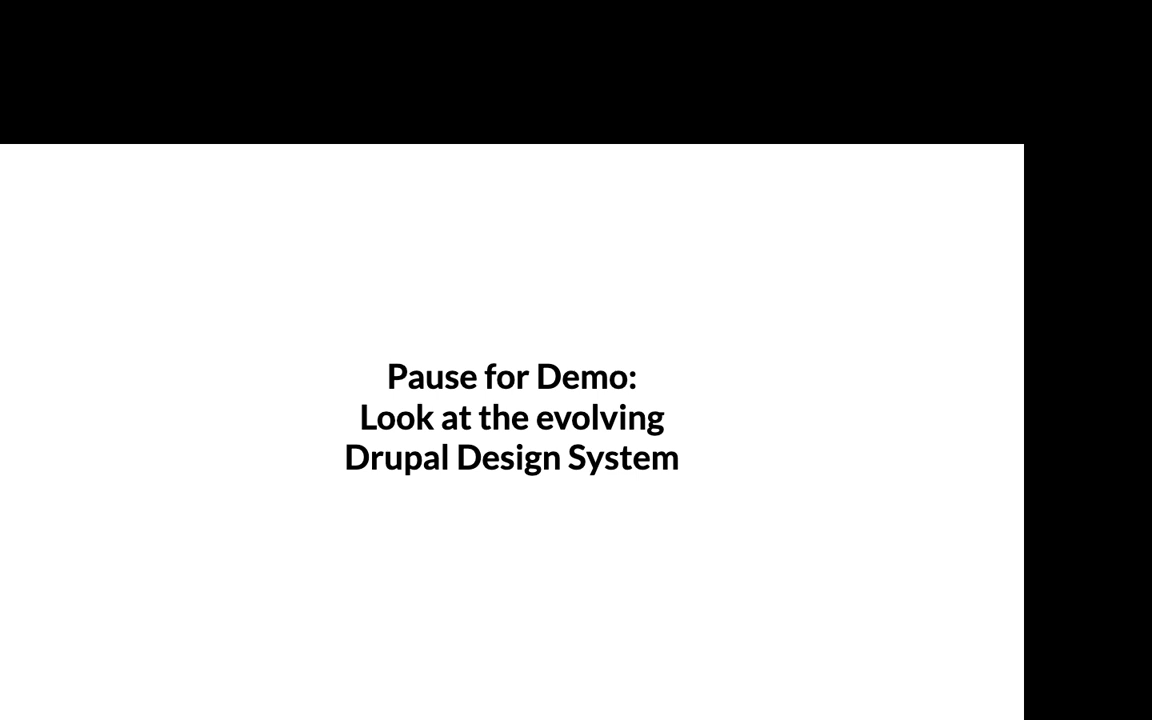 Pause for Demo:
Look at the evolving
Drupal Design System